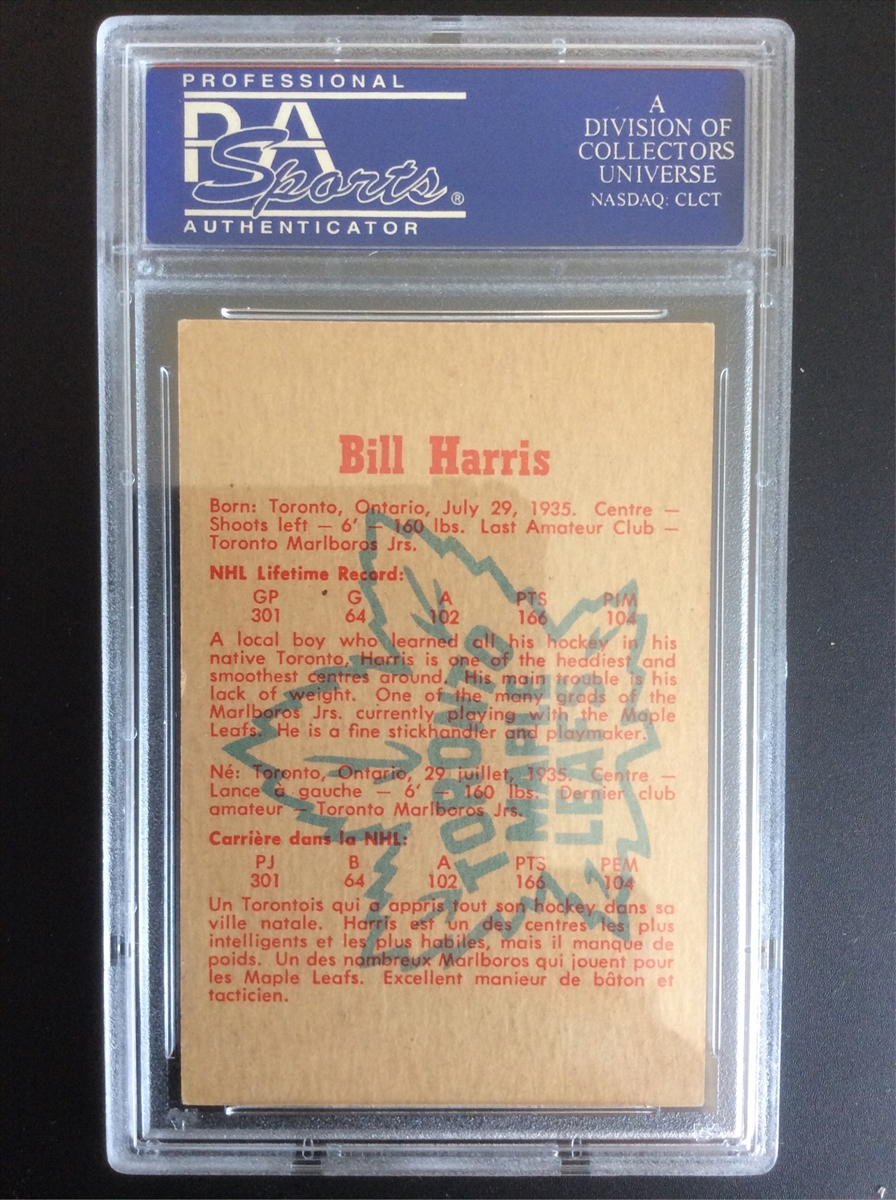 PROFESSIONAL
PSA
Sports®
AUTHENTICATOR
A
DIVISION OF
COLLECTORS
UNIVERSE
NASDAQ: CLCT
Bill Harris
Born: Toronto, Ontario, July 29, 1935. Centre —
Shoots left — 6' — 160 lbs. Last Amateur Club —
Toronto Marlboros Jrs.
NHL Lifetime Record:
GP G A PTS PIM
301 64 102 166 104
A local boy who learned all his hockey in his
native Toronto, Harris is one of the headiest and
smoothest centres around. His main trouble is his
lack of weight. One of the many grads of the
Marlboros Jrs. currently playing with the Maple
Leafs. He is a fine stickhandler and playmaker.
Né: Toronto, Ontario, 29 juillet, 1935. Centre —
Lance à gauche — 6' — 160 lbs. Dernier club
amateur — Toronto Marlboros Jrs.
Carrière dans la NHL:
PJ B A PTS PEM
301 64 102 166 104
Un Torontois qui a appris tout son hockey dans sa
ville natale. Harris est un des centres les plus
intelligents et les plus habiles, mais il manque de
poids. Un des nombreux Marlboros qui jouent pour
les Maple Leafs. Excellent manieur de bâton et
tacticien.
TORONTO
MAPLE
LEAFS